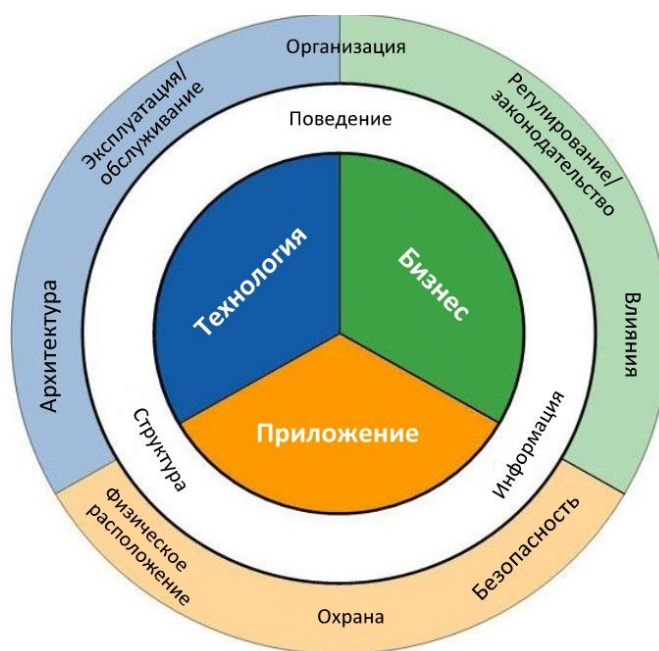 Организация
Эксплуатация/
обслуживание
Регулирование/
законодательство
Поведение
Технология
Бизнес
Архитектура
Влияния
Приложение
Структура
Информация
Физическое
расположение
Безопасность
Охрана